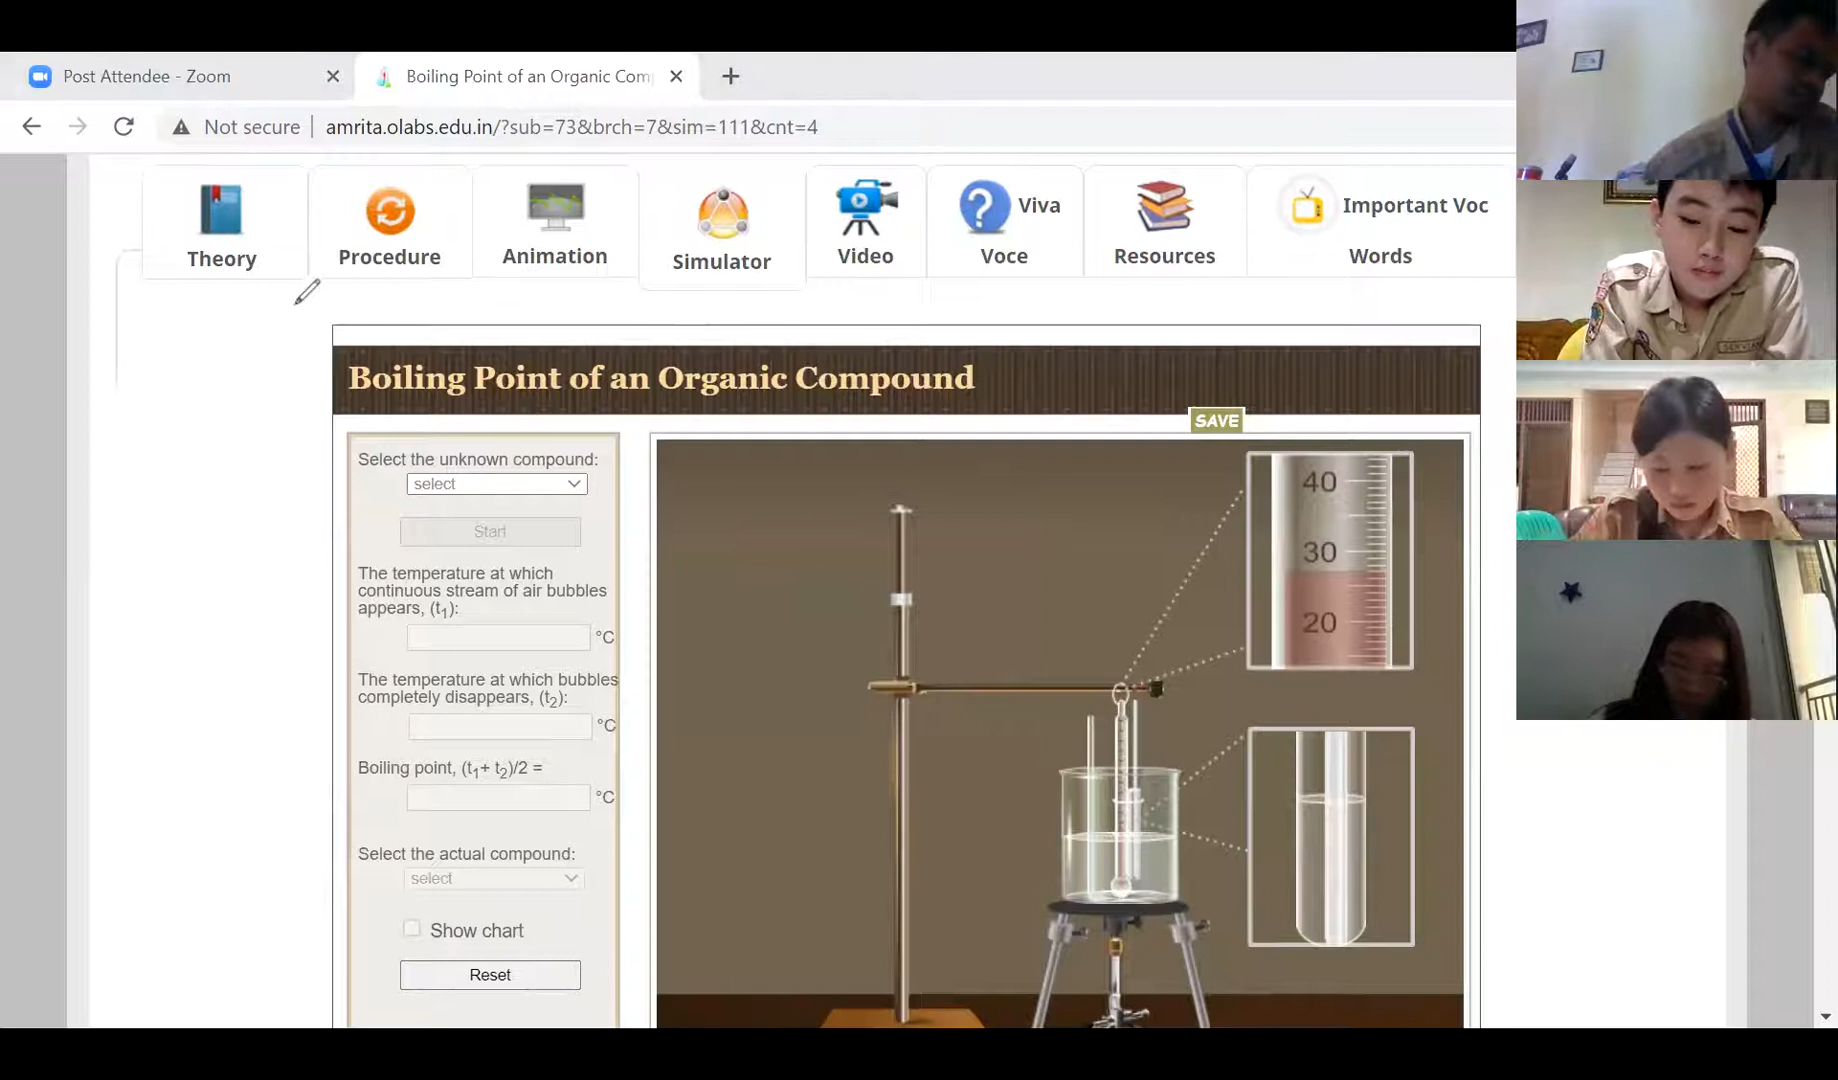 Post Attendee - Zoom
Boiling Point of an Organic Com
Not secure
amrita.olabs.edu.in/?sub=73&brch=7&sim=111&cnt=4
Theory
Procedure
Animation
Simulator
Video
Viva
Voce
Resources
Important Voc
Words
Boiling Point of an Organic Compound
SAVE
Select the unknown compound:
select
Start
The temperature at which
continuous stream of air bubbles
appears, (t1):
°C
The temperature at which bubbles
completely disappears, (t2):
°C
Boiling point, (t1+ t2)/2 =
°C
Select the actual compound:
select
Show chart
Reset
40
30
20